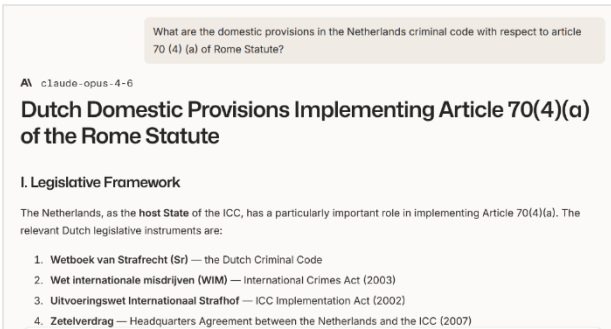 What are the domestic provisions in the Netherlands criminal code with respect to article
70 (4) (a) of Rome Statute?
A\ claude-opus-4-6
Dutch Domestic Provisions Implementing Article 70(4)(a)
of the Rome Statute
I. Legislative Framework
The Netherlands, as the host State of the ICC, has a particularly important role in implementing Article 70(4)(a). The
relevant Dutch legislative instruments are:
1. Wetboek van Strafrecht (Sr) — the Dutch Criminal Code
2. Wet internationale misdrijven (WIM) — International Crimes Act (2003)
3. Uitvoeringswet Internationaal Strafhof — ICC Implementation Act (2002)
4. Zetelverdrag — Headquarters Agreement between the Netherlands and the ICC (2007)